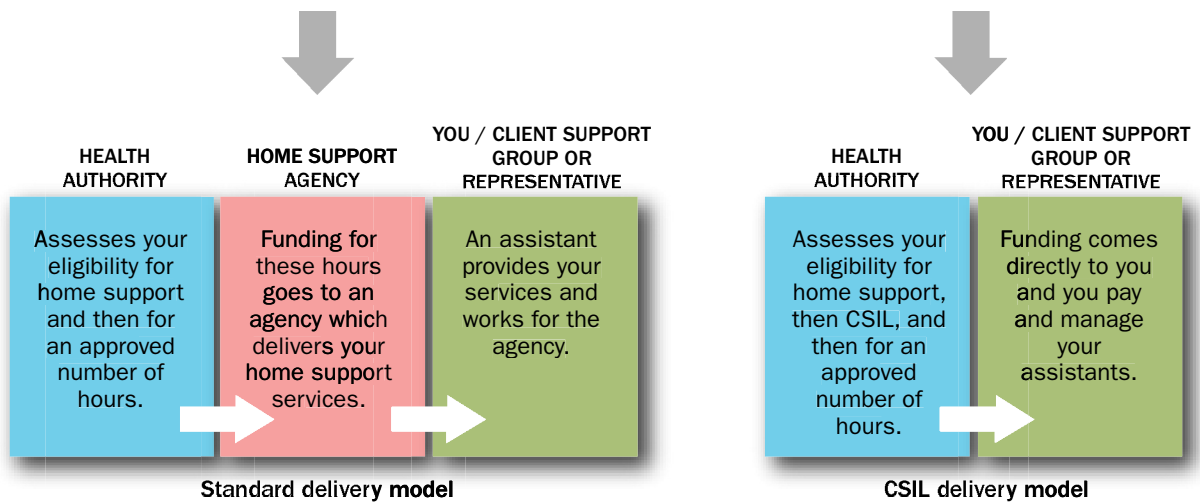 HEALTH
AUTHORITY
Assesses your
eligibility for
home support
and then for
an approved
number of
hours.
HOME SUPPORT
AGENCY
Funding for
these hours
goes to an
agency which
delivers your
home support
services.
YOU / CLIENT SUPPORT
GROUP OR
REPRESENTATIVE
An assistant
provides your
services and
works for the
agency.
Standard delivery model
HEALTH
AUTHORITY
Assesses your
eligibility for
home support,
then CSIL, and
then for an
approved
number of
hours.
YOU / CLIENT SUPPORT
GROUP OR
REPRESENTATIVE
Funding comes
directly to you
and you pay
and manage
your
assistants.
CSIL delivery model